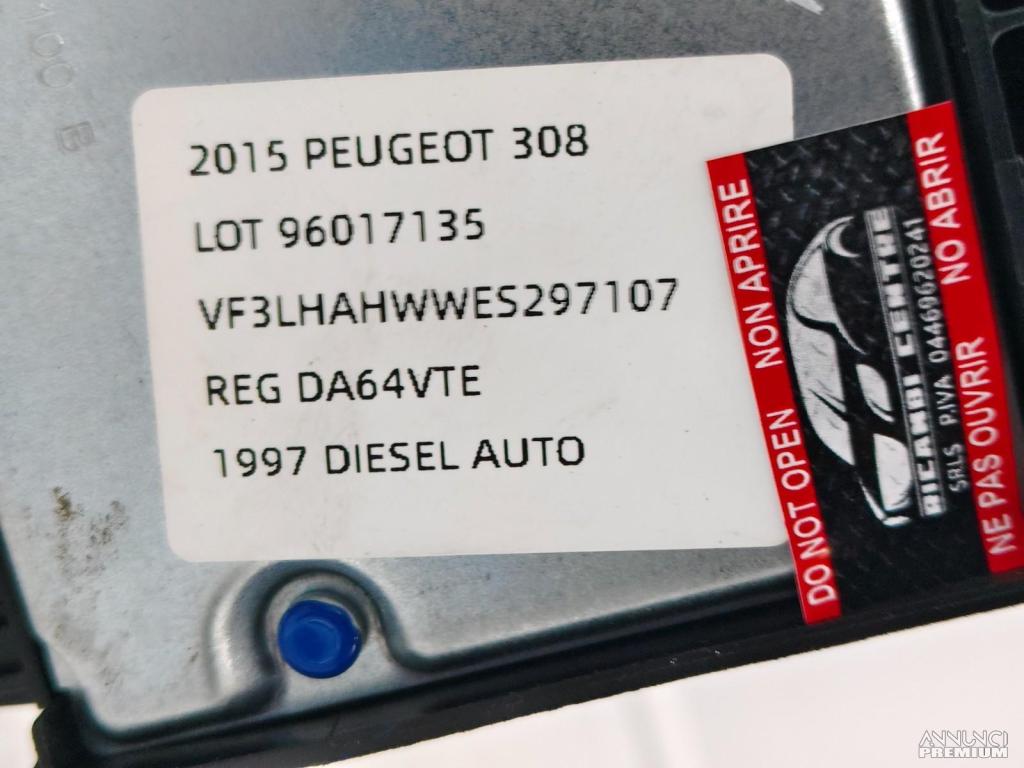 100 B
2015 PEUGEOT 308
LOT 96017135
VF3LHAHWWES297107
REG DA64VTE
1997 DIESEL AUTO
DO NOT OPEN NON APRIRE
RICAMBI CENTRE
SRLS P.IVA 04469620241
NE PAS OUVRIR NO ABRIR
ANNUNCI
PREMIUM